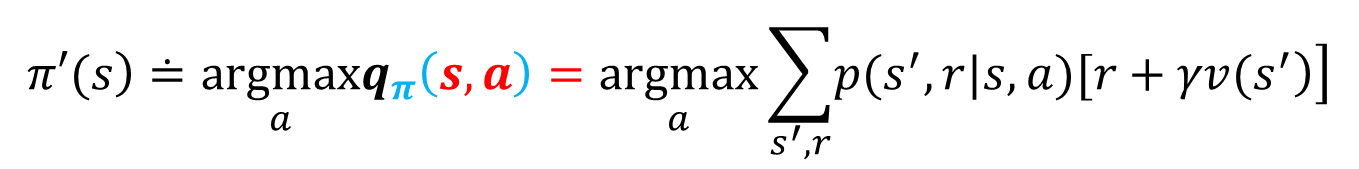 π′(s) ≐ argmax_a q_π(s, a) = argmax_a ∑_{s′,r} p(s′, r|s, a)[r + γv(s′)]